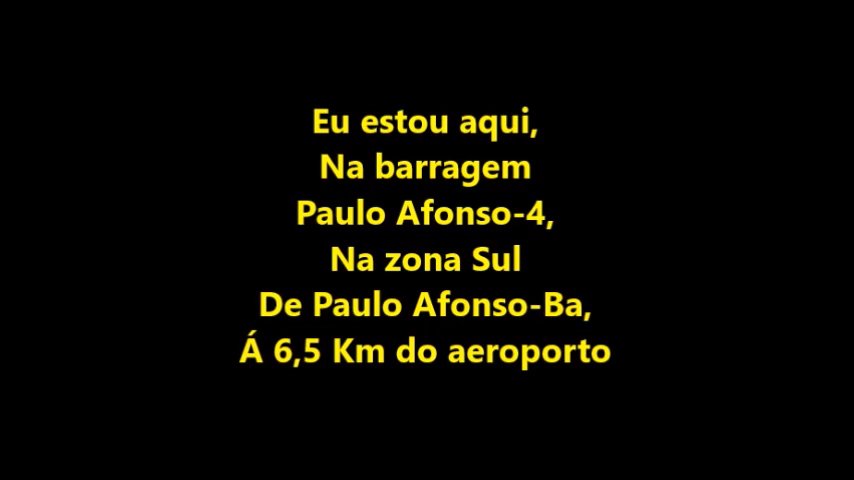 Eu estou aqui,
Na barragem
Paulo Afonso-4,
Na zona Sul
De Paulo Afonso-Ba,
Á 6,5 Km do aeroporto